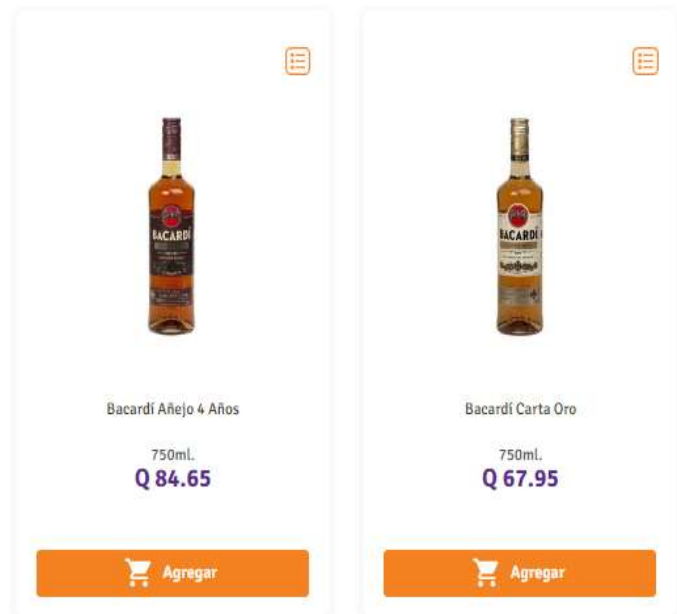 BACARDÍ
Bacardí Añejo 4 Años
750ml.
Q 84.65
Agregar
BACARDÍ
Bacardí Carta Oro
750ml.
Q 67.95
Agregar